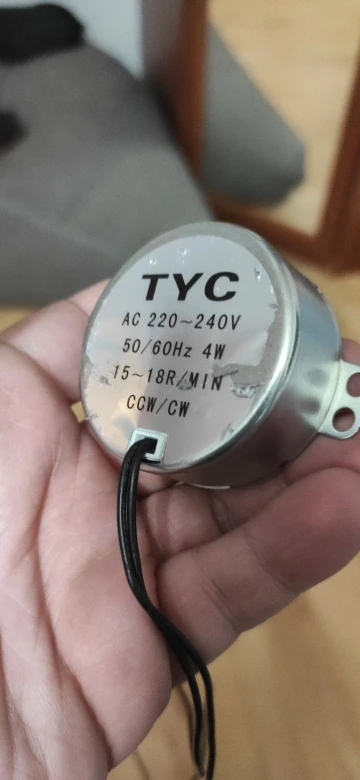 TYC
AC 220~240V
50/60Hz 4W
15~18R/MIN
CCW/CW